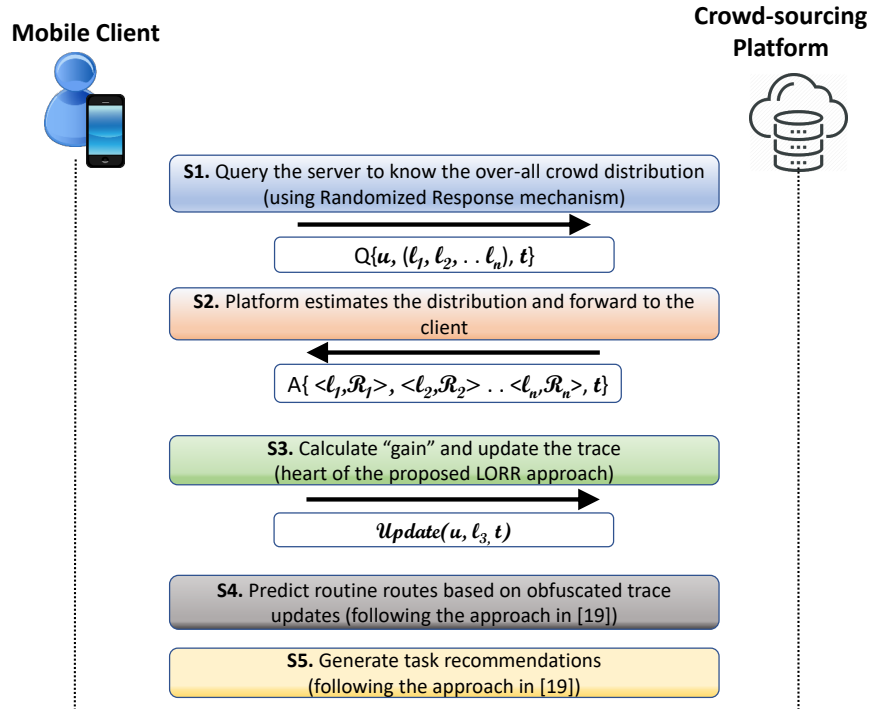 Mobile Client
Crowd-sourcing
Platform
S1. Query the server to know the over-all crowd distribution
(using Randomized Response mechanism)
Q{u, (ℓ1, ℓ2, . . ℓn), t}
S2. Platform estimates the distribution and forward to the
client
A{ <ℓ1,ℛ1>, <ℓ2,ℛ2> . . <ℓn,ℛn>, t}
S3. Calculate “gain” and update the trace
(heart of the proposed LORR approach)
Update(u, ℓ3, t)
S4. Predict routine routes based on obfuscated trace
updates (following the approach in [19])
S5. Generate task recommendations
(following the approach in [19])